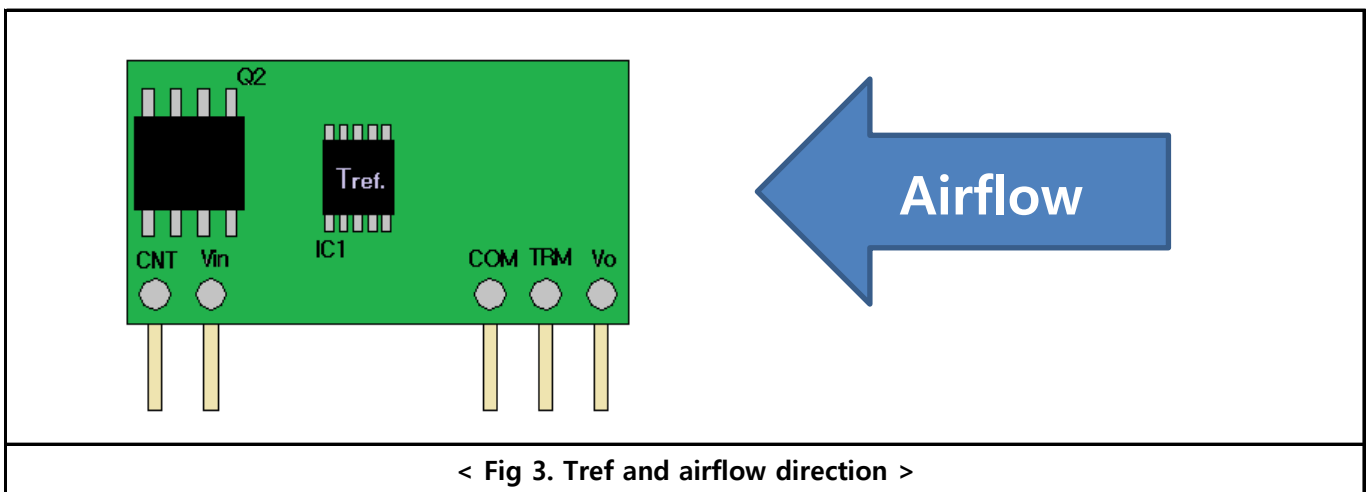 Q2
Tref.
IC1
CNT Vin
COM TRM Vo
Airflow
< Fig 3. Tref and airflow direction >